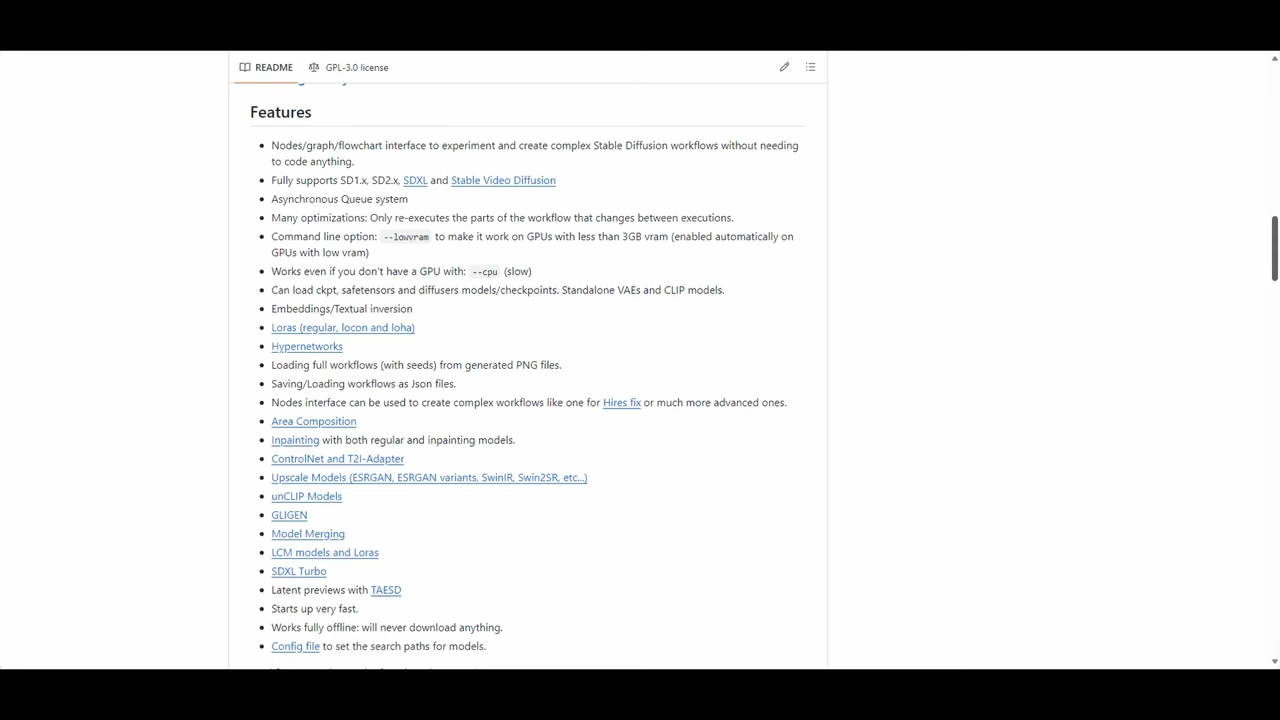 README
GPL-3.0 license
Features
Nodes/graph/flowchart interface to experiment and create complex Stable Diffusion workflows without needing
to code anything.
Fully supports SD1.x, SD2.x, SDXL and Stable Video Diffusion
Asynchronous Queue system
Many optimizations: Only re-executes the parts of the workflow that changes between executions.
Command line option: --lowvram to make it work on GPUs with less than 3GB vram (enabled automatically on
GPUs with low vram)
Works even if you don't have a GPU with: --cpu (slow)
Can load ckpt, safetensors and diffusers models/checkpoints. Standalone VAEs and CLIP models.
Embeddings/Textual inversion
Loras (regular, locon and loha)
Hypernetworks
Loading full workflows (with seeds) from generated PNG files.
Saving/Loading workflows as Json files.
Nodes interface can be used to create complex workflows like one for Hires fix or much more advanced ones.
Area Composition
Inpainting with both regular and inpainting models.
ControlNet and T2I-Adapter
Upscale Models (ESRGAN, ESRGAN variants, SwinIR, Swin2SR, etc...)
unCLIP Models
GLIGEN
Model Merging
LCM models and Loras
SDXL Turbo
Latent previews with TAESD
Starts up very fast.
Works fully offline: will never download anything.
Config file to set the search paths for models.